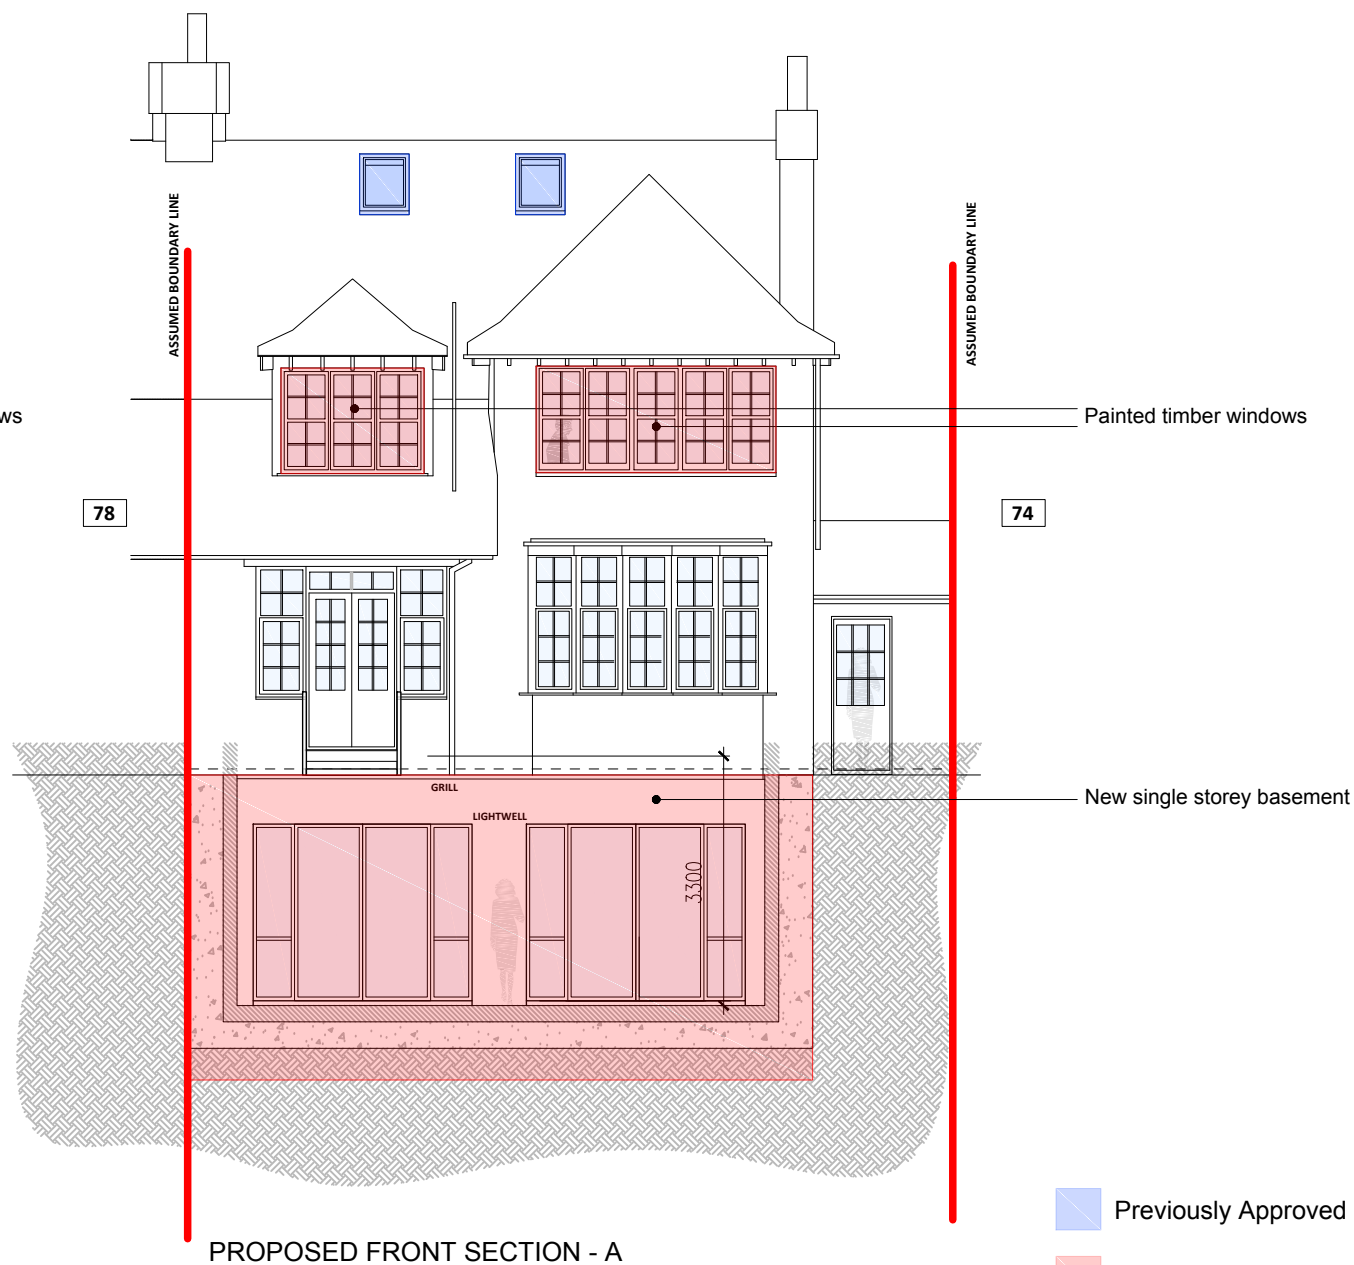 ASSUMED BOUNDARY LINE
ASSUMED BOUNDARY LINE
ws
Painted timber windows
78
74
GRILL
New single storey basement
LIGHTWELL
3300
Previously Approved
PROPOSED FRONT SECTION - A